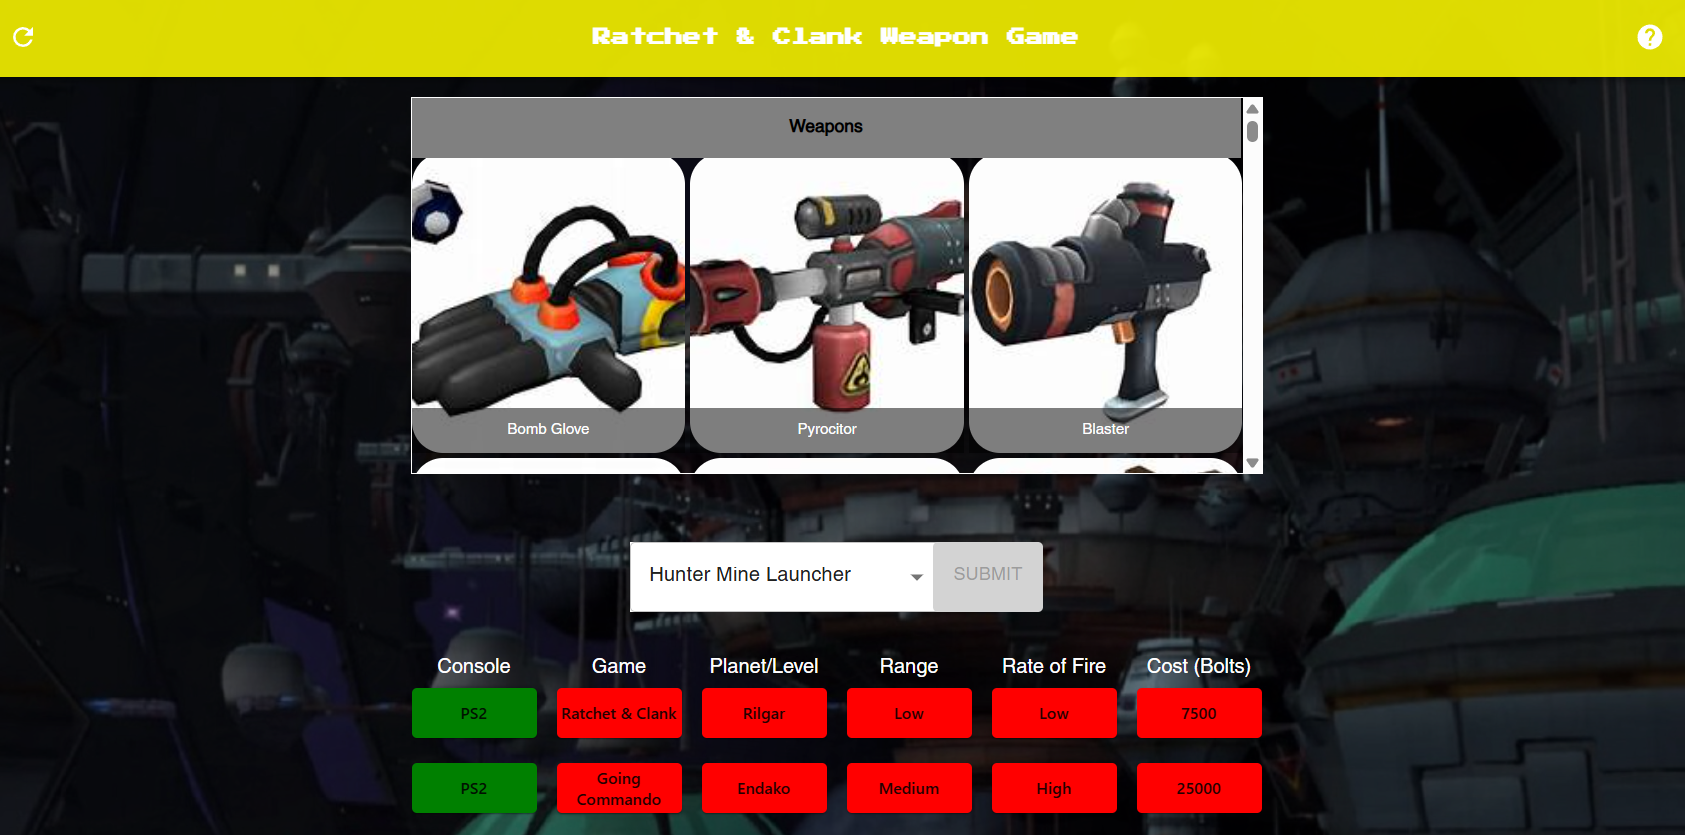 Ratchet & Clank Weapon Game
Weapons
Bomb Glove Pyrocitor Blaster
Hunter Mine Launcher SUBMIT
Console Game Planet/Level Range Rate of Fire Cost (Bolts)
PS2 Ratchet & Clank Rilgar Low Low 7500
PS2 Going Commando Endako Medium High 25000